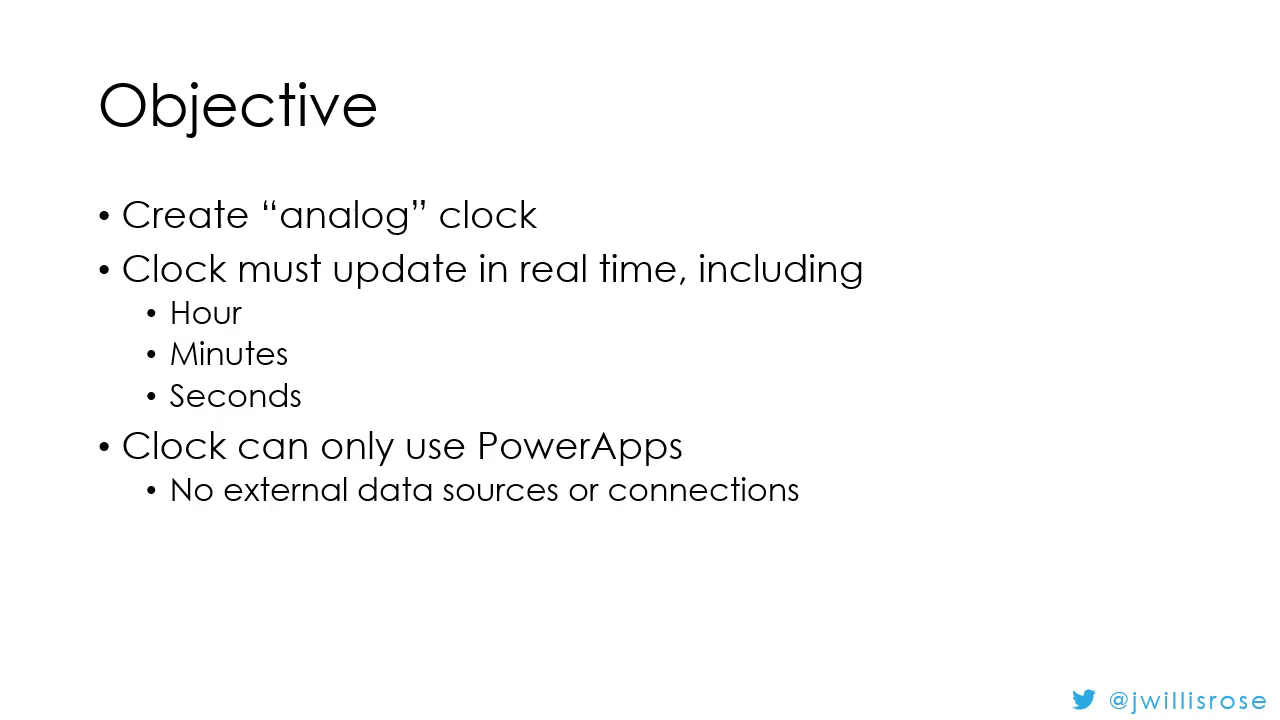 Objective
• Create “analog” clock
• Clock must update in real time, including
• Hour
• Minutes
• Seconds
• Clock can only use PowerApps
• No external data sources or connections
@jwillisrose